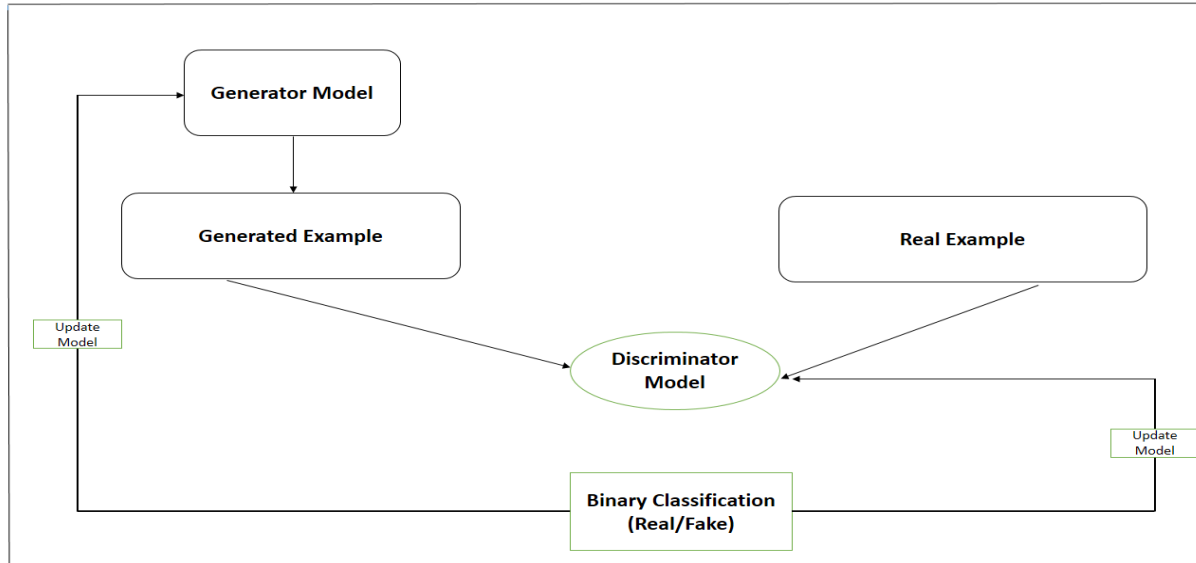 Generator Model
Generated Example
Real Example
Update
Model
Discriminator
Model
Update
Model
Binary Classification
(Real/Fake)